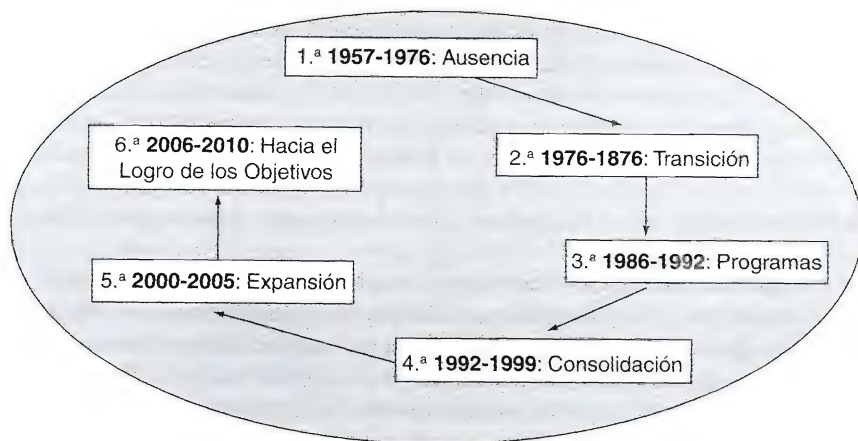 1.ª 1957-1976: Ausencia
2.ª 1976-1876: Transición
3.ª 1986-1992: Programas
4.ª 1992-1999: Consolidación
5.ª 2000-2005: Expansión
6.ª 2006-2010: Hacia el
Logro de los Objetivos